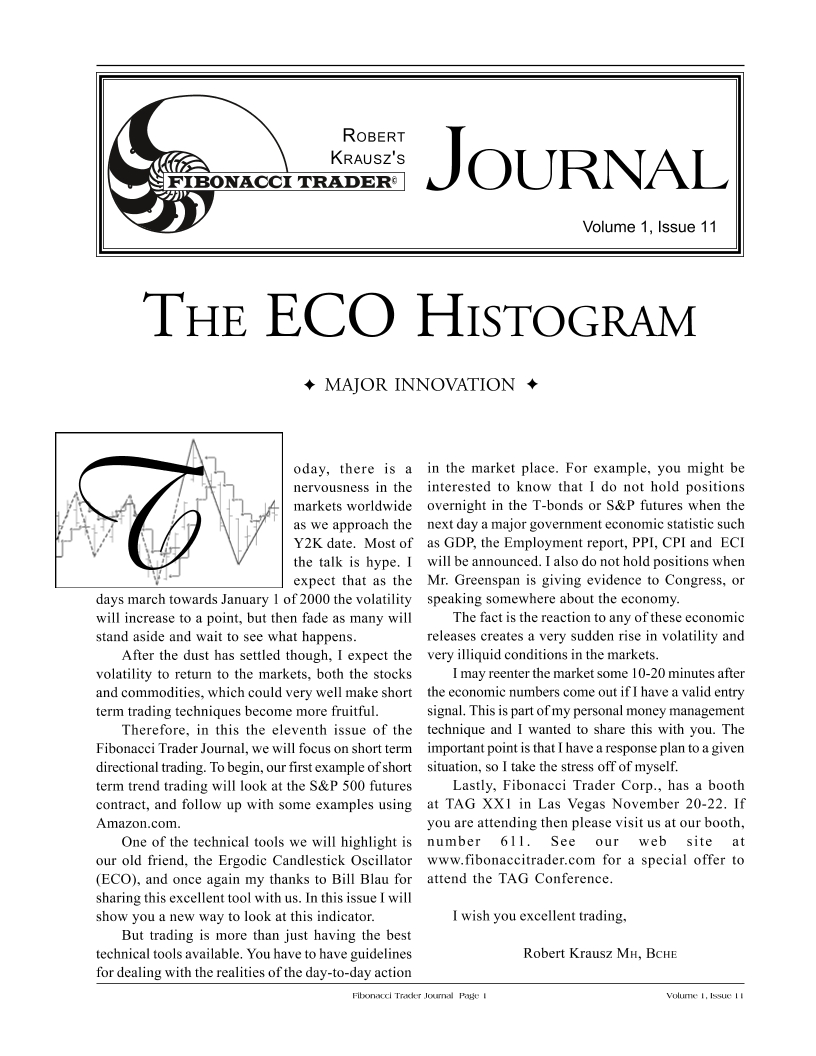 ROBERT
KRAUSZ'S
FIBONACCI TRADER©
JOURNAL
Volume 1, Issue 11
THE ECO HISTOGRAM
✦ MAJOR INNOVATION ✦
Today, there is a
nervousness in the
markets worldwide
as we approach the
Y2K date. Most of
the talk is hype. I
expect that as the
days march towards January 1 of 2000 the volatility
will increase to a point, but then fade as many will
stand aside and wait to see what happens.
After the dust has settled though, I expect the
volatility to return to the markets, both the stocks
and commodities, which could very well make short
term trading techniques become more fruitful.
Therefore, in this the eleventh issue of the
Fibonacci Trader Journal, we will focus on short term
directional trading. To begin, our first example of short
term trend trading will look at the S&P 500 futures
contract, and follow up with some examples using
Amazon.com.
One of the technical tools we will highlight is
our old friend, the Ergodic Candlestick Oscillator
(ECO), and once again my thanks to Bill Blau for
sharing this excellent tool with us. In this issue I will
show you a new way to look at this indicator.
But trading is more than just having the best
technical tools available. You have to have guidelines
for dealing with the realities of the day-to-day action
in the market place. For example, you might be
interested to know that I do not hold positions
overnight in the T-bonds or S&P futures when the
next day a major government economic statistic such
as GDP, the Employment report, PPI, CPI and ECI
will be announced. I also do not hold positions when
Mr. Greenspan is giving evidence to Congress, or
speaking somewhere about the economy.
The fact is the reaction to any of these economic
releases creates a very sudden rise in volatility and
very illiquid conditions in the markets.
I may reenter the market some 10-20 minutes after
the economic numbers come out if I have a valid entry
signal. This is part of my personal money management
technique and I wanted to share this with you. The
important point is that I have a response plan to a given
situation, so I take the stress off of myself.
Lastly, Fibonacci Trader Corp., has a booth
at TAG XX1 in Las Vegas November 20-22. If
you are attending then please visit us at our booth,
number 611. See our web site at
www.fibonaccitrader.com for a special offer to
attend the TAG Conference.
I wish you excellent trading,
Robert Krausz MH, BCHE
Fibonacci Trader Journal Page 1
Volume 1, Issue 11